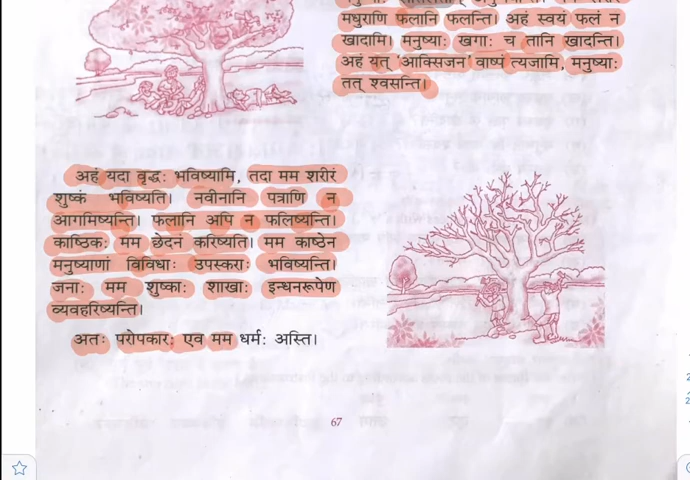 मधुराणि फलानि फलन्ति। अहं स्वयं फलं न
खादामि। मनुष्याः खगाः च तानि खादन्ति।
अहं यत् 'आक्सिजन' वाष्पं त्यजामि, मनुष्याः
तत् श्वसन्ति।
अहं यदा वृद्धः भविष्यामि, तदा मम शरीरं
शुष्कं भविष्यति। नवीनानि पत्राणि न
आगमिष्यन्ति। फलानि अपि न फलिष्यन्ति।
काष्ठिकः मम छेदनं करिष्यति। मम काष्ठेन
मनुष्याणां विविधाः उपस्कराः भविष्यन्ति।
जनाः मम शुष्काः शाखाः इन्धनरूपेण
व्यवहरिष्यन्ति।
अतः परोपकारः एव मम धर्मः अस्ति।
67